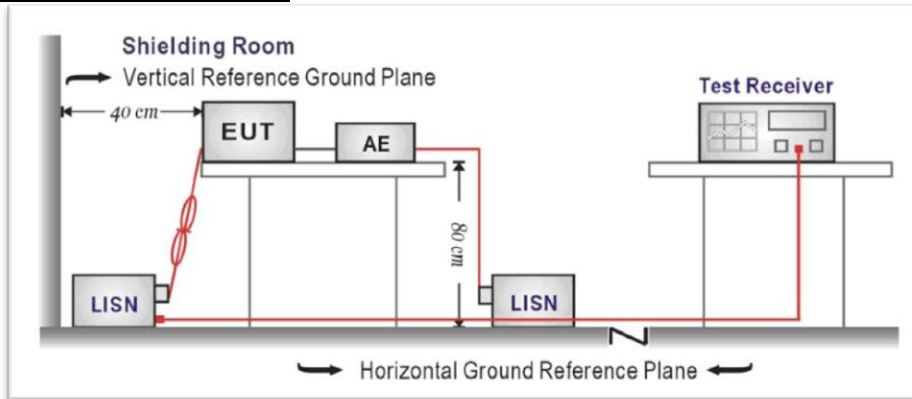 Shielding Room
Vertical Reference Ground Plane
40 cm
Test Receiver
EUT
AE
80 cm
LISN
LISN
Horizontal Ground Reference Plane